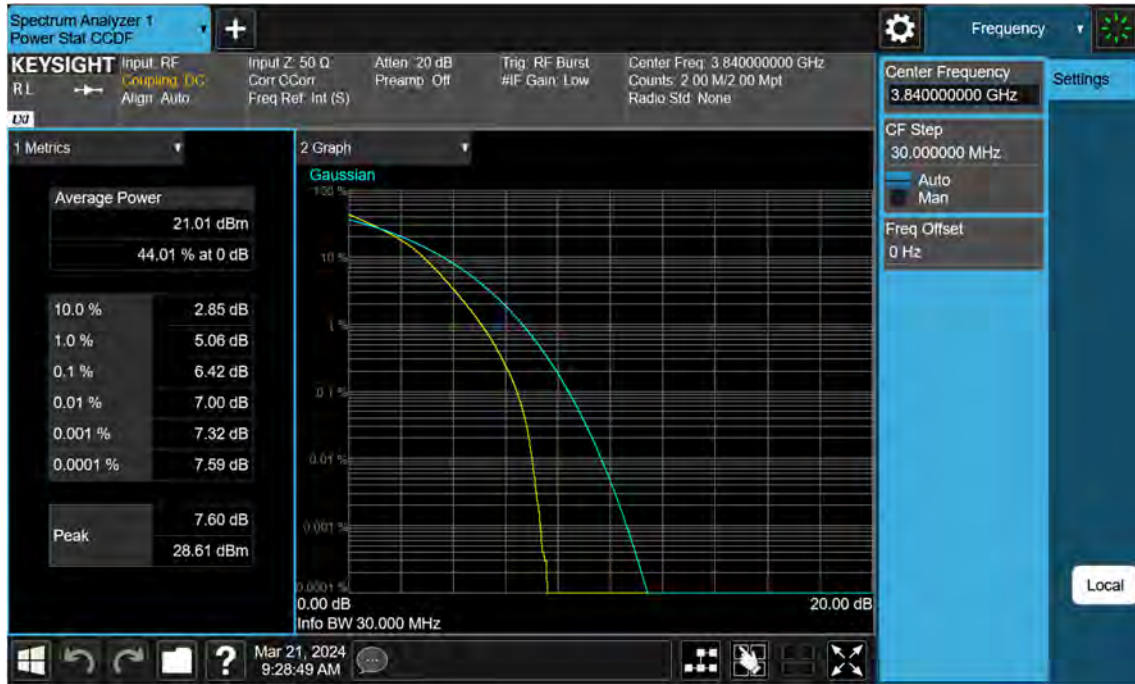 Spectrum Analyzer 1
Power Stat CCDF
Frequency
KEYSIGHT
RL
LXI
Input: RF
Coupling: DC
Align: Auto
Input Z: 50 Ω
Corr CCorr
Freq Ref: Int (S)
Atten: 20 dB
Preamp: Off
Trig: RF Burst
#IF Gain: Low
Center Freq: 3.840000000 GHz
Counts: 2.00 M/2.00 Mpt
Radio Std: None
Center Frequency
3.840000000 GHz
Settings
CF Step
30.000000 MHz
Auto
Man
Freq Offset
0 Hz
Local
1 Metrics
Average Power
21.01 dBm
44.01 % at 0 dB
10.0 % 2.85 dB
1.0 % 5.06 dB
0.1 % 6.42 dB
0.01 % 7.00 dB
0.001 % 7.32 dB
0.0001 % 7.59 dB
Peak
7.60 dB
28.61 dBm
2 Graph
Gaussian
100 %
10 %
1 %
0.1 %
0.01 %
0.001 %
0.0001 %
0.00 dB
20.00 dB
Info BW 30.000 MHz
?
Mar 21, 2024
9:28:49 AM